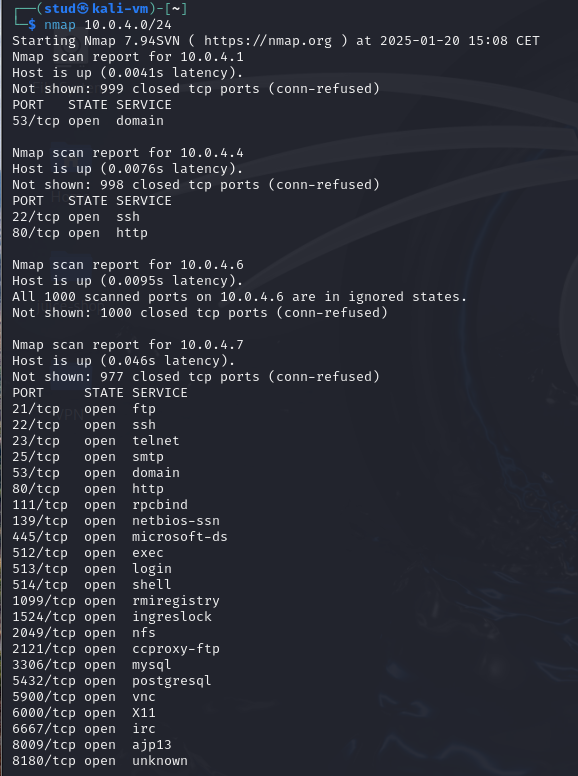 ┌──(stud㉿kali-vm)-[~]
└─$ nmap 10.0.4.0/24
Starting Nmap 7.94SVN ( https://nmap.org ) at 2025-01-20 15:08 CET
Nmap scan report for 10.0.4.1
Host is up (0.0041s latency).
Not shown: 999 closed tcp ports (conn-refused)
PORT   STATE SERVICE
53/tcp open  domain

Nmap scan report for 10.0.4.4
Host is up (0.0076s latency).
Not shown: 998 closed tcp ports (conn-refused)
PORT   STATE SERVICE
22/tcp open  ssh
80/tcp open  http

Nmap scan report for 10.0.4.6
Host is up (0.0095s latency).
All 1000 scanned ports on 10.0.4.6 are in ignored states.
Not shown: 1000 closed tcp ports (conn-refused)

Nmap scan report for 10.0.4.7
Host is up (0.046s latency).
Not shown: 977 closed tcp ports (conn-refused)
PORT     STATE SERVICE
21/tcp   open  ftp
22/tcp   open  ssh
23/tcp   open  telnet
25/tcp   open  smtp
53/tcp   open  domain
80/tcp   open  http
111/tcp  open  rpcbind
139/tcp  open  netbios-ssn
445/tcp  open  microsoft-ds
512/tcp  open  exec
513/tcp  open  login
514/tcp  open  shell
1099/tcp open  rmiregistry
1524/tcp open  ingreslock
2049/tcp open  nfs
2121/tcp open  ccproxy-ftp
3306/tcp open  mysql
5432/tcp open  postgresql
5900/tcp open  vnc
6000/tcp open  X11
6667/tcp open  irc
8009/tcp open  ajp13
8180/tcp open  unknown